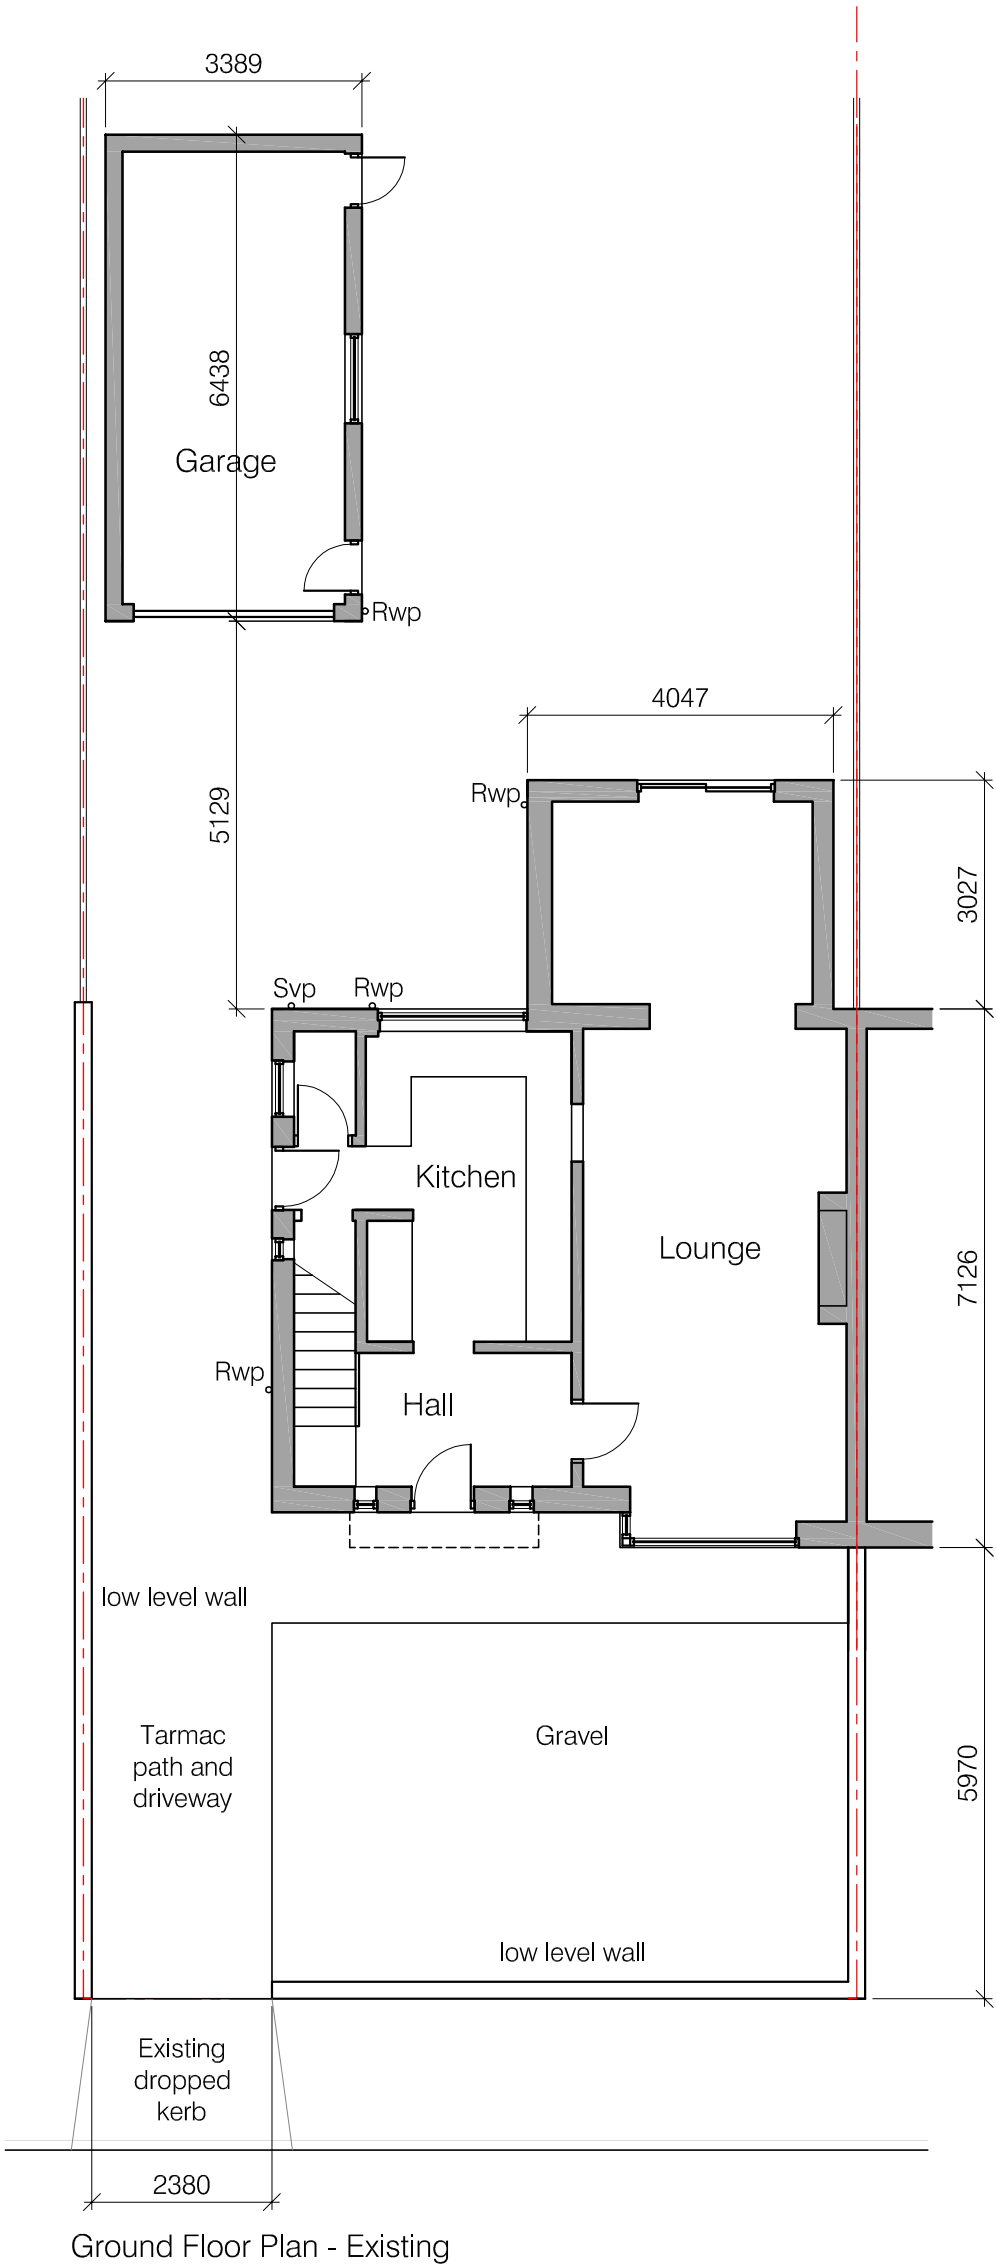 3389
6438
Garage
Rwp
4047
5129
Rwp
3027
Svp
Rwp
Kitchen
Lounge
7126
Rwp
Hall
low level wall
Tarmac
path and
driveway
Gravel
5970
low level wall
Existing
dropped
kerb
2380
Ground Floor Plan - Existing